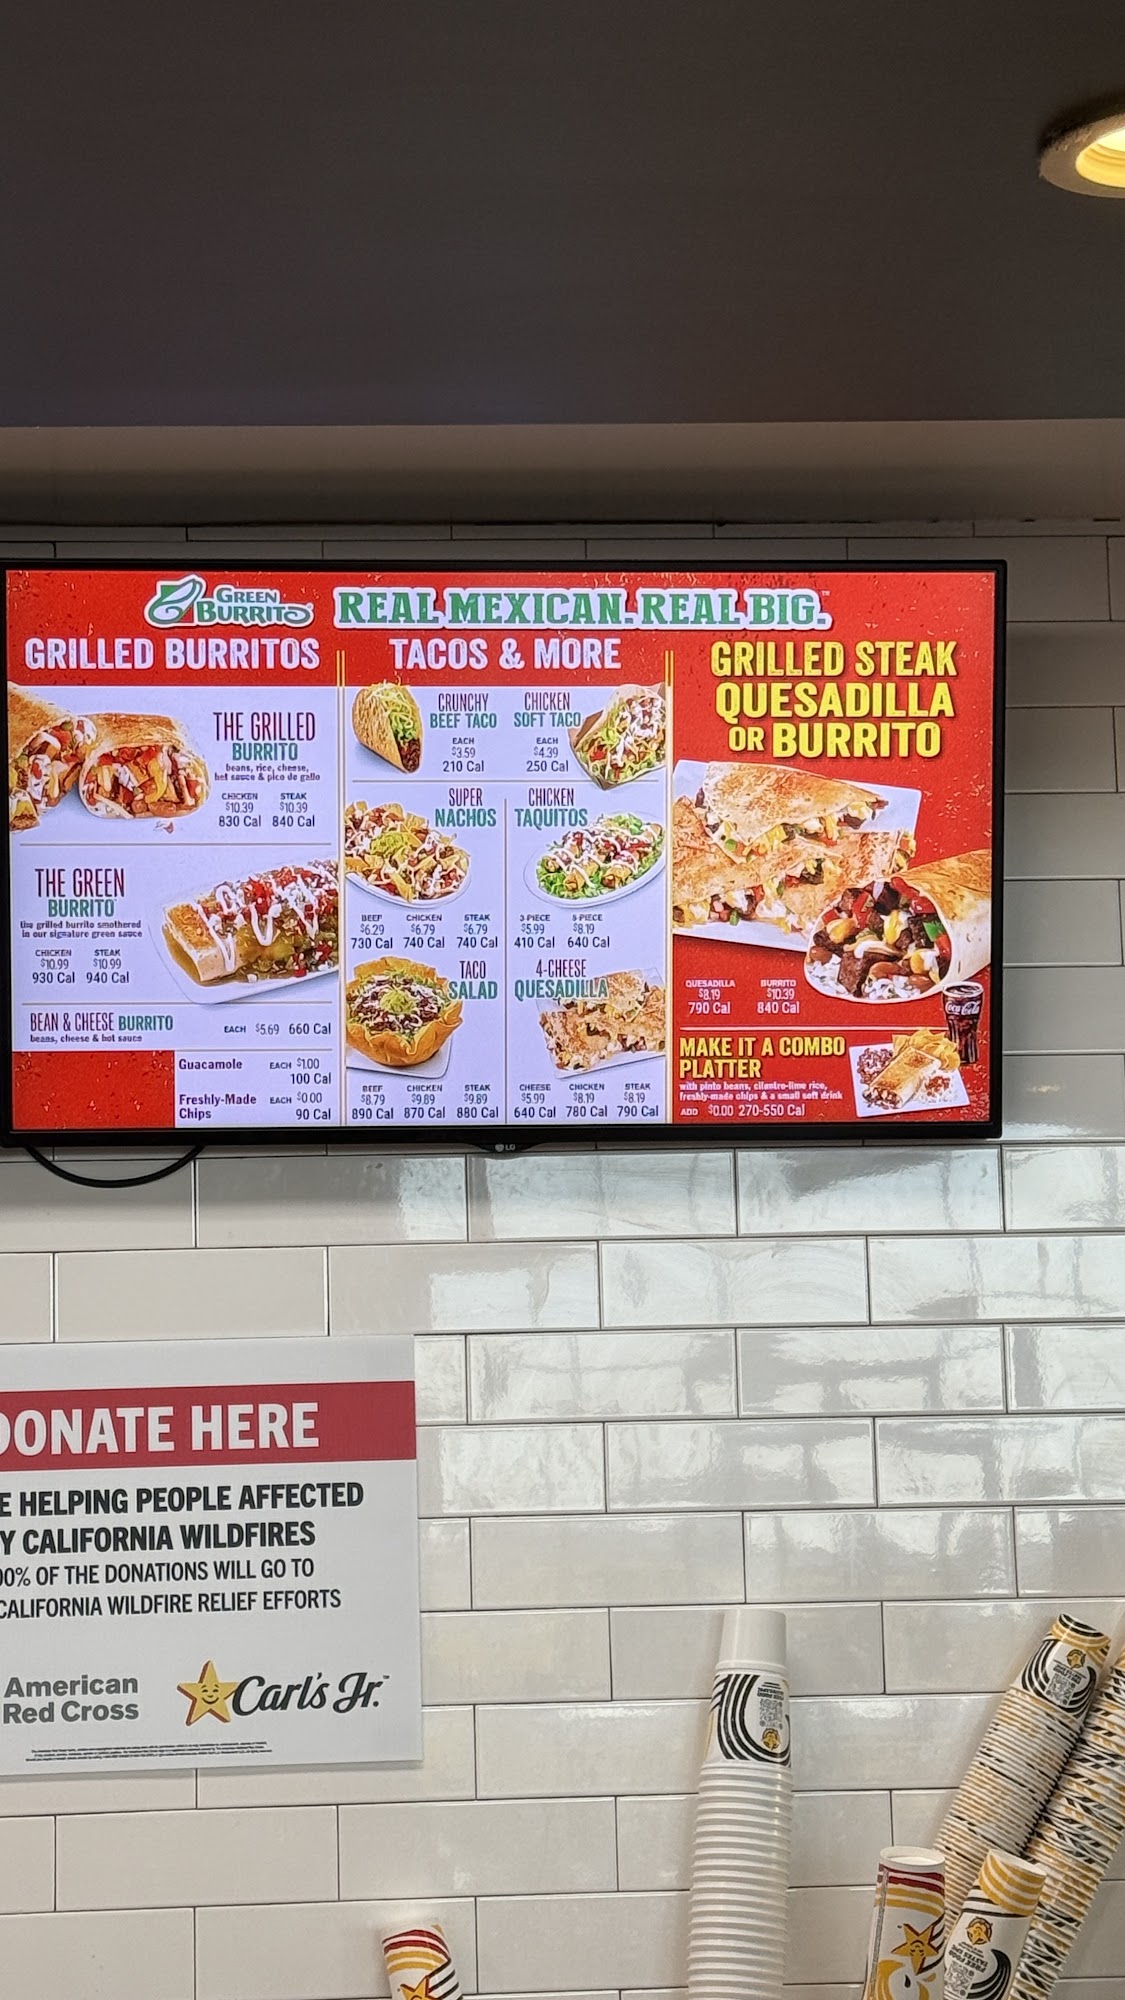 GREEN
BURRITO
REAL MEXICAN. REAL BIG.™
GRILLED BURRITOS
THE GRILLED
BURRITO
beans, rice, cheese,
hot sauce & pico de gallo
CHICKEN STEAK
$10.39 $10.39
830 Cal 840 Cal
THE GREEN
BURRITO
the grilled burrito smothered
in our signature green sauce
CHICKEN STEAK
$10.99 $10.99
930 Cal 940 Cal
BEAN & CHEESE BURRITO
beans, cheese & hot sauce
EACH $5.69 660 Cal
Guacamole EACH $1.00
100 Cal
Freshly-Made EACH $0.00
Chips 90 Cal
TACOS & MORE
CRUNCHY
BEEF TACO
EACH
$3.59
210 Cal
CHICKEN
SOFT TACO
EACH
$4.39
250 Cal
SUPER
NACHOS
BEEF CHICKEN STEAK
$6.29 $6.79 $6.79
730 Cal 740 Cal 740 Cal
CHICKEN
TAQUITOS
3-PIECE 5-PIECE
$5.99 $8.19
410 Cal 640 Cal
TACO
SALAD
BEEF CHICKEN STEAK
$8.79 $9.89 $9.89
890 Cal 870 Cal 880 Cal
4-CHEESE
QUESADILLA
CHEESE CHICKEN STEAK
$5.99 $8.19 $8.19
640 Cal 780 Cal 790 Cal
GRILLED STEAK
QUESADILLA
OR BURRITO
QUESADILLA BURRITO
$8.19 $10.39
790 Cal 840 Cal
Coca-Cola
MAKE IT A COMBO
PLATTER
with pinto beans, cilantro-lime rice,
freshly-made chips & a small soft drink
ADD $0.00 270-550 Cal
LG
DONATE HERE
E HELPING PEOPLE AFFECTED
Y CALIFORNIA WILDFIRES
00% OF THE DONATIONS WILL GO TO
CALIFORNIA WILDFIRE RELIEF EFFORTS
American
Red Cross
Carl's Jr.™